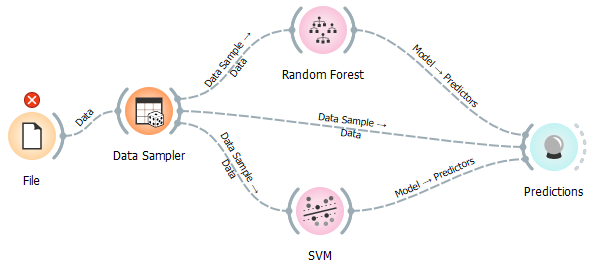 Data Sample →
Data
Random Forest
Model → Predictors
Data
Data Sample →
Data
Data Sampler
Data Sample →
Data
File
Model → Predictors
Predictions
SVM